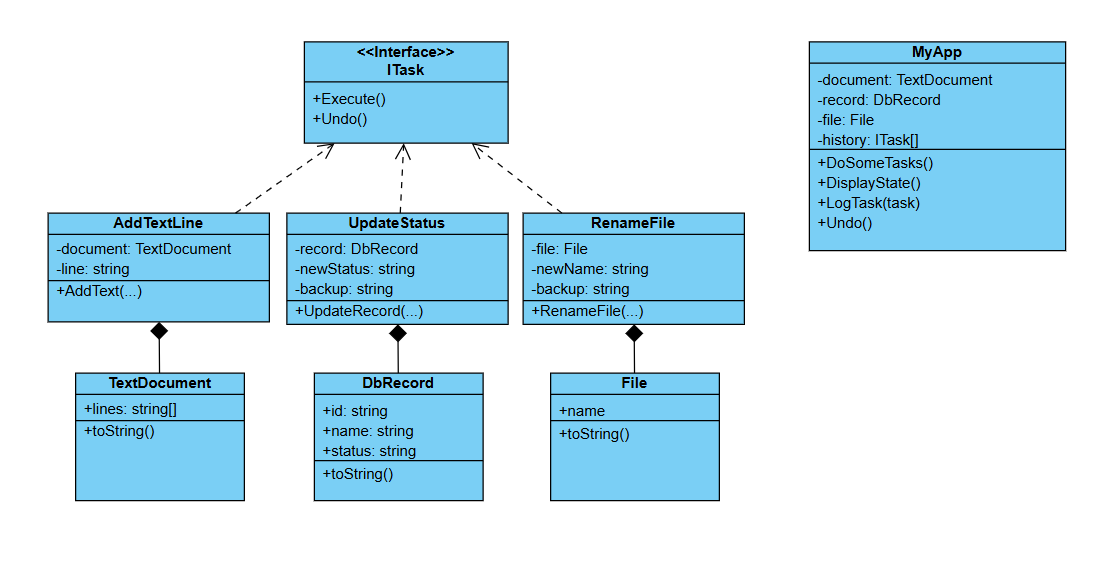 <<Interface>>
ITask
+Execute()
+Undo()
MyApp
-document: TextDocument
-record: DbRecord
-file: File
-history: ITask[]
+DoSomeTasks()
+DisplayState()
+LogTask(task)
+Undo()
AddTextLine
-document: TextDocument
-line: string
+AddText(...)
UpdateStatus
-record: DbRecord
-newStatus: string
-backup: string
+UpdateRecord(...)
RenameFile
-file: File
-newName: string
-backup: string
+RenameFile(...)
TextDocument
+lines: string[]
+toString()
DbRecord
+id: string
+name: string
+status: string
+toString()
File
+name
+toString()